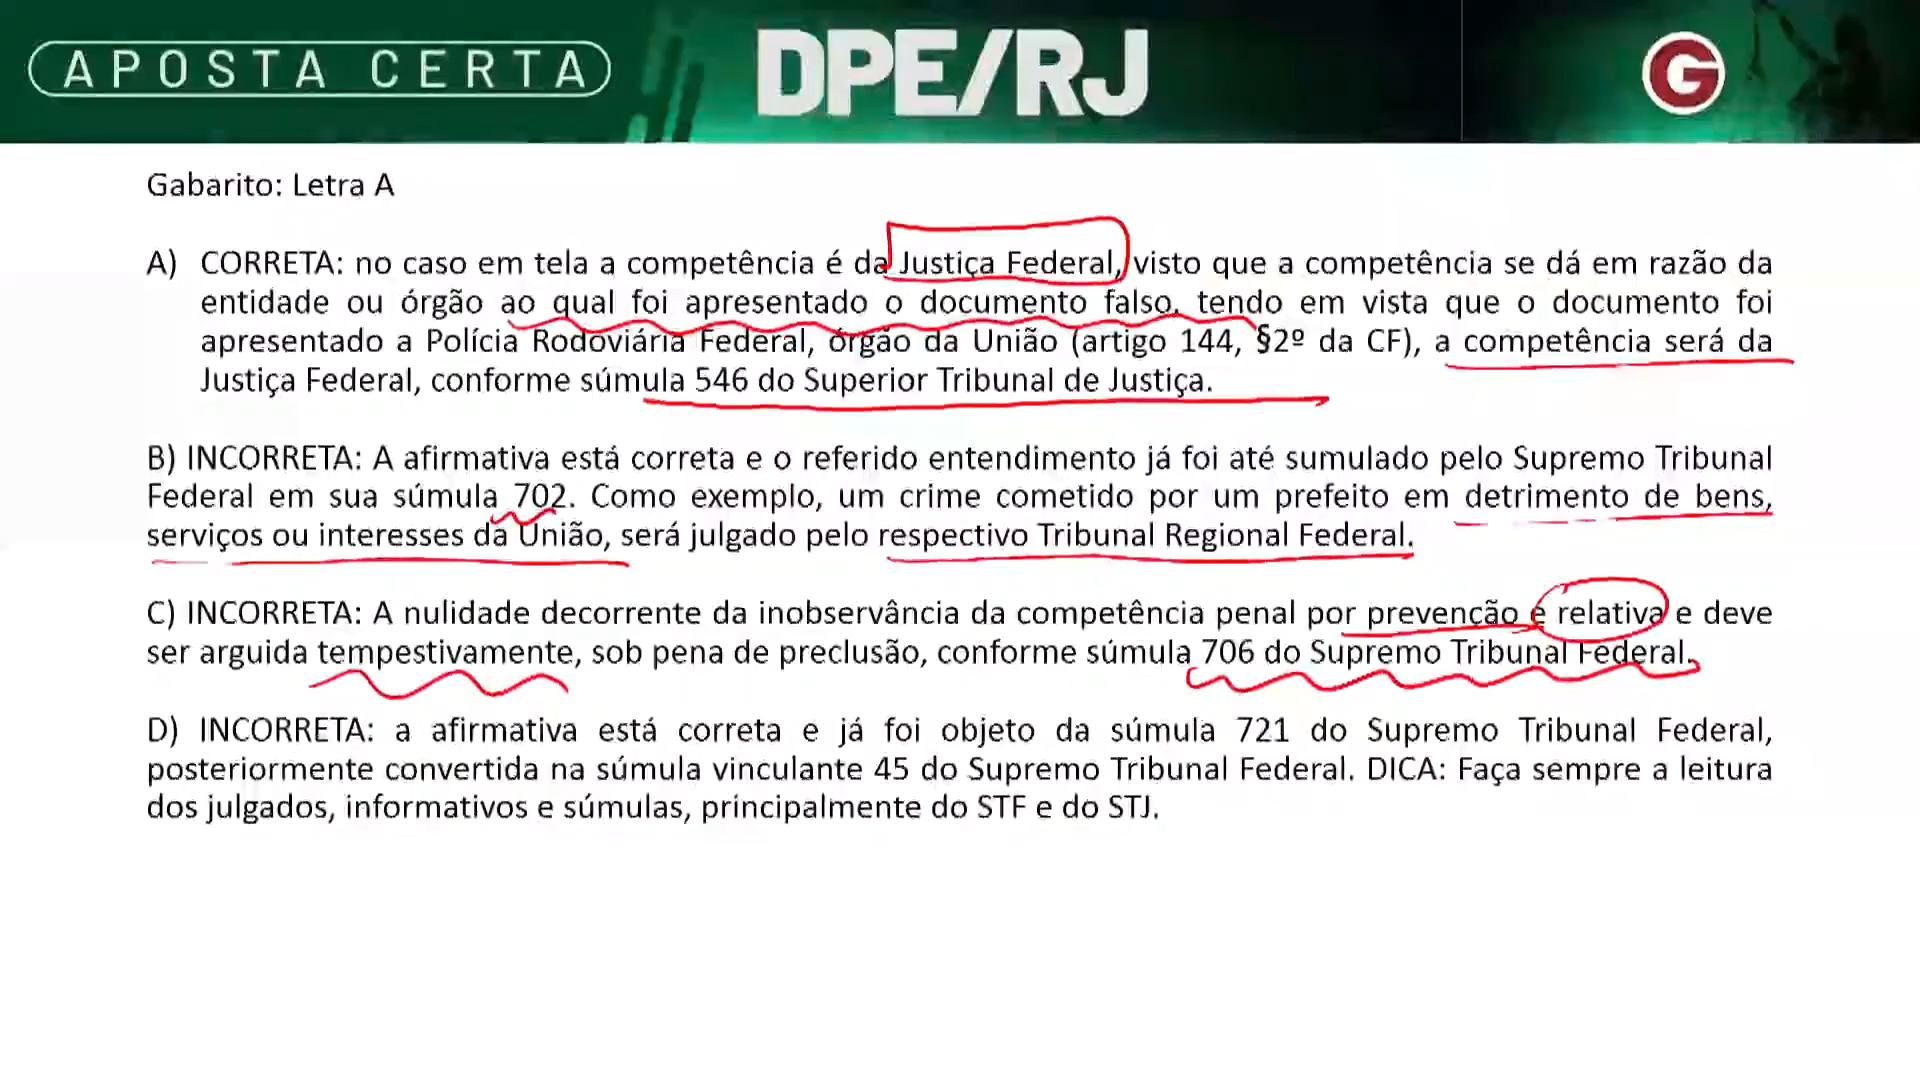 APOSTA CERTA
DPE/RJ
G
Gabarito: Letra A
A) CORRETA: no caso em tela a competência é da Justiça Federal, visto que a competência se dá em razão da
entidade ou órgão ao qual foi apresentado o documento falso, tendo em vista que o documento foi
apresentado a Polícia Rodoviária Federal, órgão da União (artigo 144, §2º da CF), a competência será da
Justiça Federal, conforme súmula 546 do Superior Tribunal de Justiça.
B) INCORRETA: A afirmativa está correta e o referido entendimento já foi até sumulado pelo Supremo Tribunal
Federal em sua súmula 702. Como exemplo, um crime cometido por um prefeito em detrimento de bens,
serviços ou interesses da União, será julgado pelo respectivo Tribunal Regional Federal.
C) INCORRETA: A nulidade decorrente da inobservância da competência penal por prevenção é relativa e deve
ser arguida tempestivamente, sob pena de preclusão, conforme súmula 706 do Supremo Tribunal Federal.
D) INCORRETA: a afirmativa está correta e já foi objeto da súmula 721 do Supremo Tribunal Federal,
posteriormente convertida na súmula vinculante 45 do Supremo Tribunal Federal. DICA: Faça sempre a leitura
dos julgados, informativos e súmulas, principalmente do STF e do STJ.